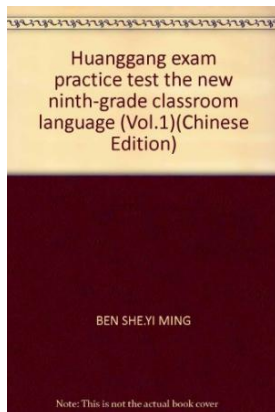 Huanggang exam
practice test the new
ninth-grade classroom
language (Vol.1)(Chinese
Edition)
BEN SHE.YI MING
Note: This is not the actual book cover